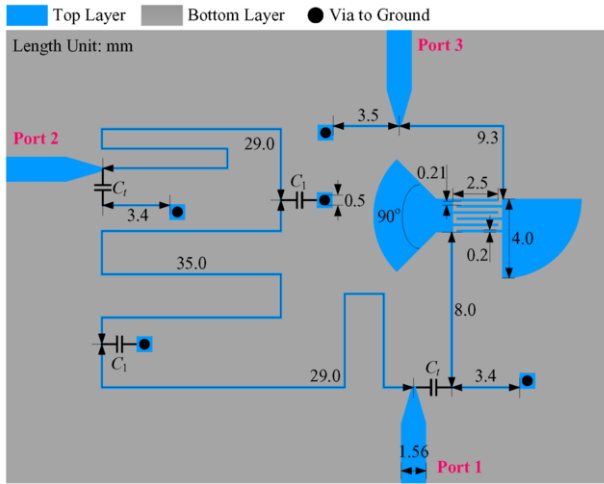 Top Layer Bottom Layer Via to Ground
Length Unit: mm
Port 3
3.5
9.3
Port 2
29.0
Ct
C1
0.5
3.4
0.21
2.5
90°
4.0
0.2
35.0
8.0
C1
29.0
Ct
3.4
1.56
Port 1